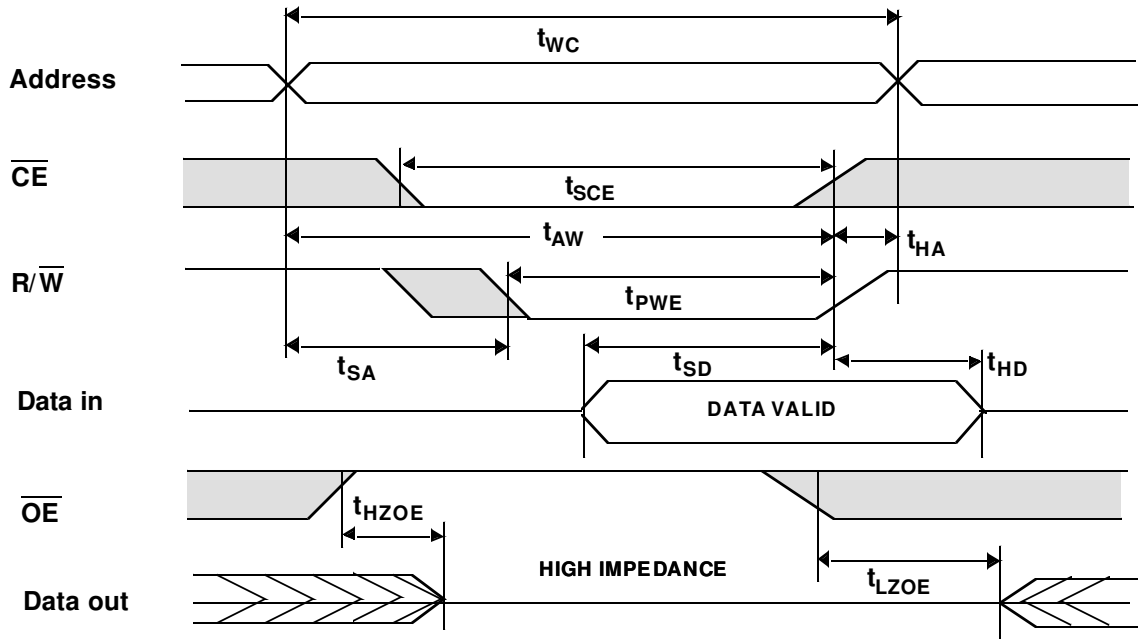 tWC
Address
CE
tSCE
tAW
tHA
R/W
tPWE
tSA
tSD
tHD
Data in
DATA VALID
OE
tHZOE
HIGH IMPEDANCE
tLZOE
Data out